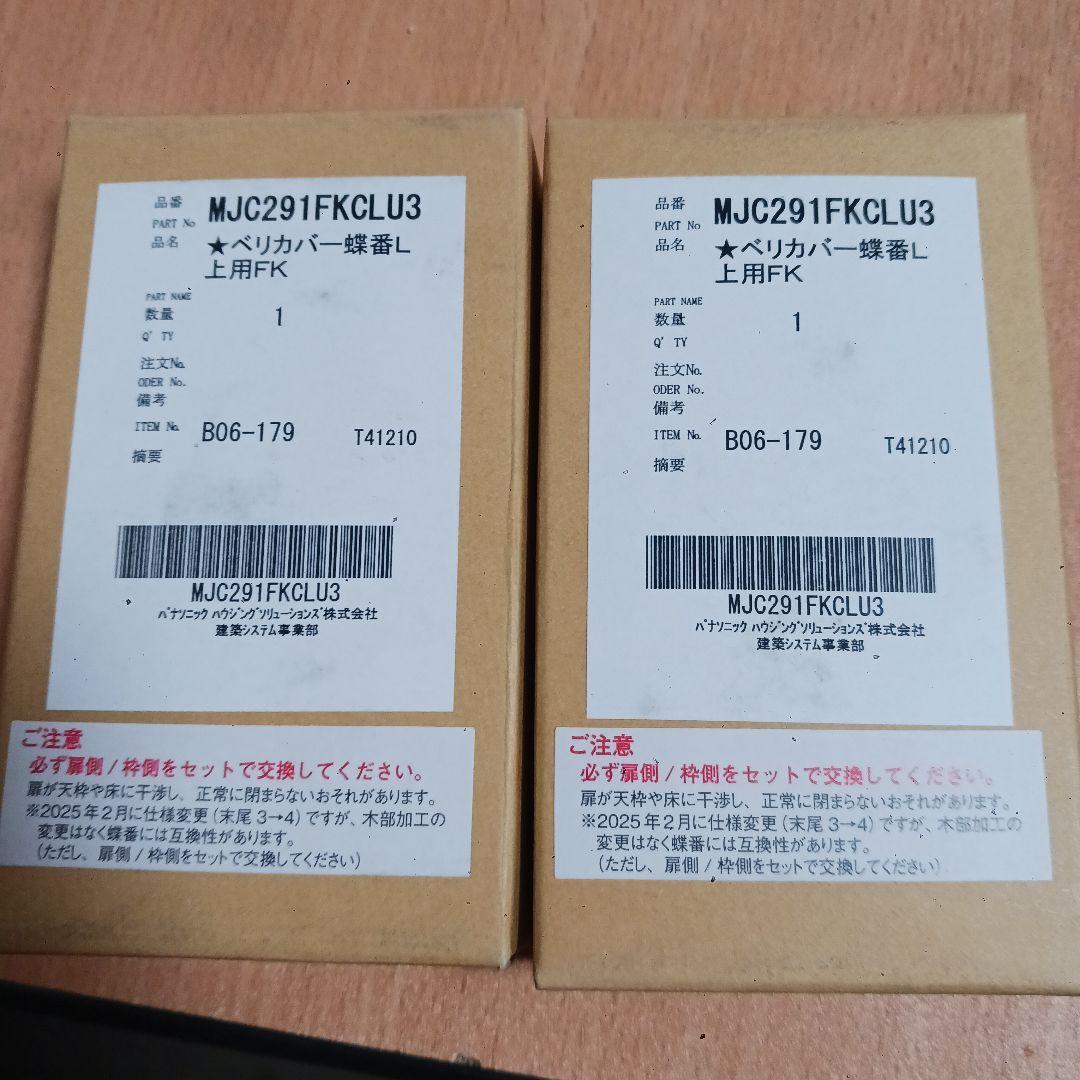 品番
PART No
MJC291FKCLU3
品名
★ベリカバー蝶番L
上用FK
PART NAME
数量
1
Q'TY
注文No.
ODER No.
備考
ITEM No.
B06-179
T41210
摘要
MJC291FKCLU3
パナソニック ハウジングソリューションズ株式会社
建築システム事業部
ご注意
必ず扉側/枠側をセットで交換してください。
扉が天枠や床に干渉し、正常に閉まらないおそれがあります。
※2025年2月に仕様変更(末尾3→4)ですが、木部加工の
変更はなく蝶番には互換性があります。
(ただし、扉側/枠側をセットで交換してください)
品番
PART No
MJC291FKCLU3
品名
★ベリカバー蝶番L
上用FK
PART NAME
数量
1
Q'TY
注文No.
ODER No.
備考
ITEM No.
B06-179
T41210
摘要
MJC291FKCLU3
パナソニック ハウジングソリューションズ株式会社
建築システム事業部
ご注意
必ず扉側/枠側をセットで交換してください。
扉が天枠や床に干渉し、正常に閉まらないおそれがあります。
※2025年2月に仕様変更(末尾3→4)ですが、木部加工の
変更はなく蝶番には互換性があります。
(ただし、扉側/枠側をセットで交換してください)